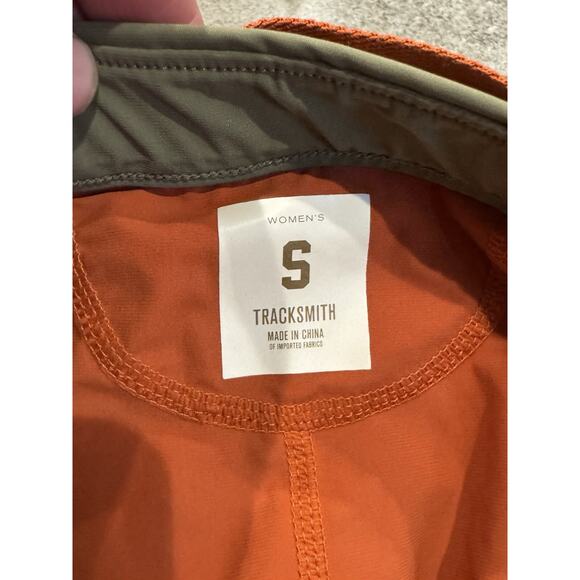 WOMEN'S
S
TRACKSMITH
MADE IN CHINA
OF IMPORTED FABRICS